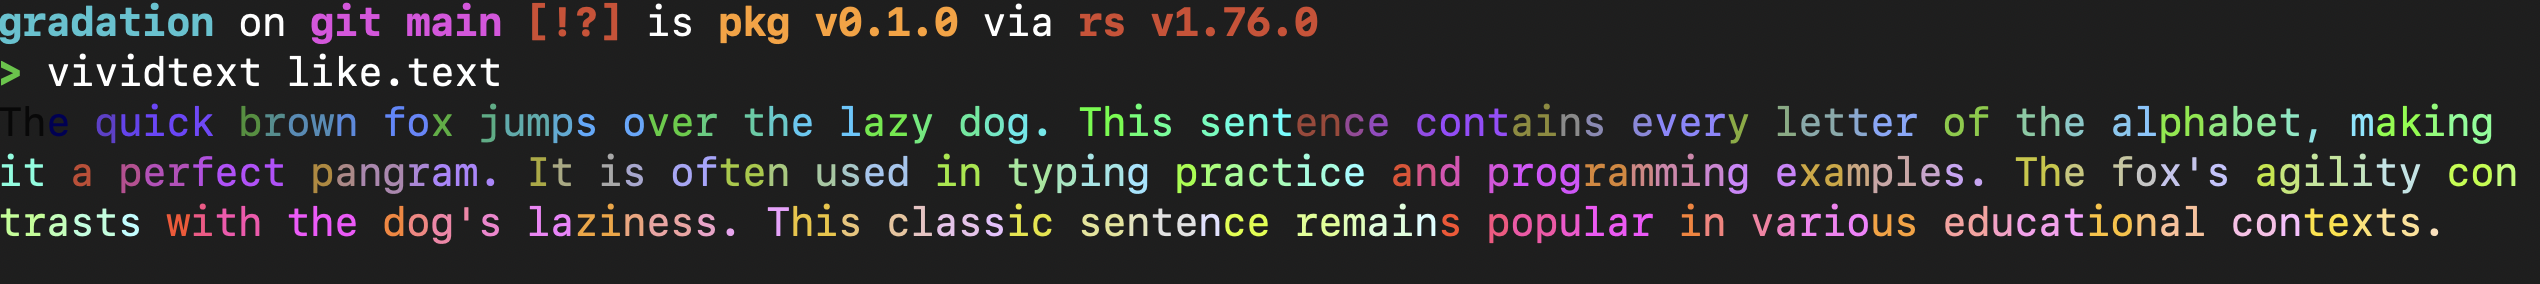 gradation on git main [!?] is pkg v0.1.0 via rs v1.76.0
> vividtext like.text
The quick brown fox jumps over the lazy dog. This sentence contains every letter of the alphabet, making
it a perfect pangram. It is often used in typing practice and programming examples. The fox's agility con
trasts with the dog's laziness. This classic sentence remains popular in various educational contexts.